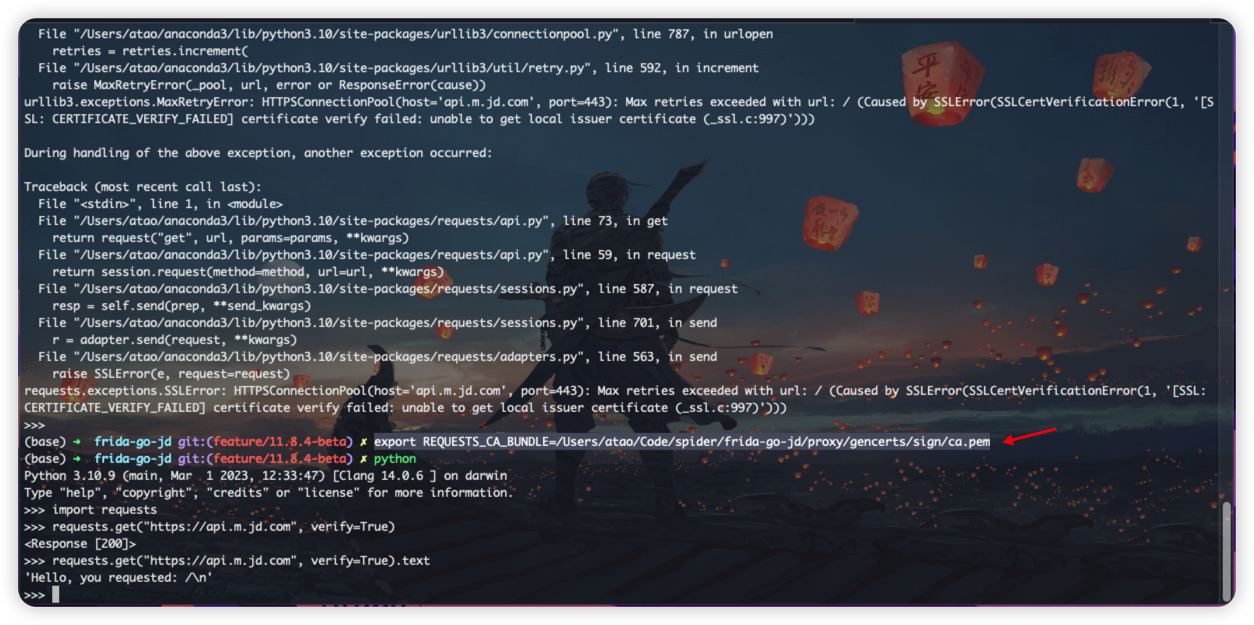 File "/Users/atao/anaconda3/lib/python3.10/site-packages/urllib3/connectionpool.py", line 787, in urlopen
retries = retries.increment(
File "/Users/atao/anaconda3/lib/python3.10/site-packages/urllib3/util/retry.py", line 592, in increment
raise MaxRetryError(_pool, url, error or ResponseError(cause))
urllib3.exceptions.MaxRetryError: HTTPSConnectionPool(host='api.m.jd.com', port=443): Max retries exceeded with url: / (Caused by SSLError(SSLCertVerificationError(1, '[S
SL: CERTIFICATE_VERIFY_FAILED] certificate verify failed: unable to get local issuer certificate (_ssl.c:997)')))
During handling of the above exception, another exception occurred:
Traceback (most recent call last):
File "<stdin>", line 1, in <module>
File "/Users/atao/anaconda3/lib/python3.10/site-packages/requests/api.py", line 73, in get
return request("get", url, params=params, **kwargs)
File "/Users/atao/anaconda3/lib/python3.10/site-packages/requests/api.py", line 59, in request
return session.request(method=method, url=url, **kwargs)
File "/Users/atao/anaconda3/lib/python3.10/site-packages/requests/sessions.py", line 587, in request
resp = self.send(prep, **send_kwargs)
File "/Users/atao/anaconda3/lib/python3.10/site-packages/requests/sessions.py", line 701, in send
r = adapter.send(request, **kwargs)
File "/Users/atao/anaconda3/lib/python3.10/site-packages/requests/adapters.py", line 563, in send
raise SSLError(e, request=request)
requests.exceptions.SSLError: HTTPSConnectionPool(host='api.m.jd.com', port=443): Max retries exceeded with url: / (Caused by SSLError(SSLCertVerificationError(1, '[SSL:
CERTIFICATE_VERIFY_FAILED] certificate verify failed: unable to get local issuer certificate (_ssl.c:997)')))
>>>
(base) → frida-go-jd git:(feature/11.8.4-beta) ✗ export REQUESTS_CA_BUNDLE=/Users/atao/Code/spider/frida-go-jd/proxy/gencerts/sign/ca.pem
(base) → frida-go-jd git:(feature/11.8.4-beta) ✗ python
Python 3.10.9 (main, Mar  1 2023, 12:33:47) [Clang 14.0.6 ] on darwin
Type "help", "copyright", "credits" or "license" for more information.
>>> import requests
>>> requests.get("https://api.m.jd.com", verify=True)
<Response [200]>
>>> requests.get("https://api.m.jd.com", verify=True).text
'Hello, you requested: /\n'
>>>
平安